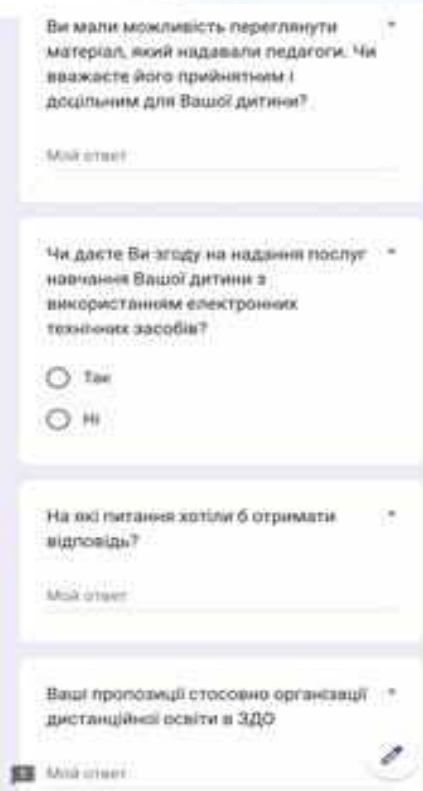 Ви мали можливість переглянути *
матеріал, який надавали педагоги. Чи
вважаєте його прийнятним і
доцільним для Вашої дитини?
Мой ответ
Чи даєте Ви згоду на надання послуг *
навчання Вашої дитини з
використанням електронних
технічних засобів?
Так
Ні
На які питання хотіли б отримати *
відповідь?
Мой ответ
Ваші пропозиції стосовно організації *
дистанційної освіти в ЗДО
Мой ответ